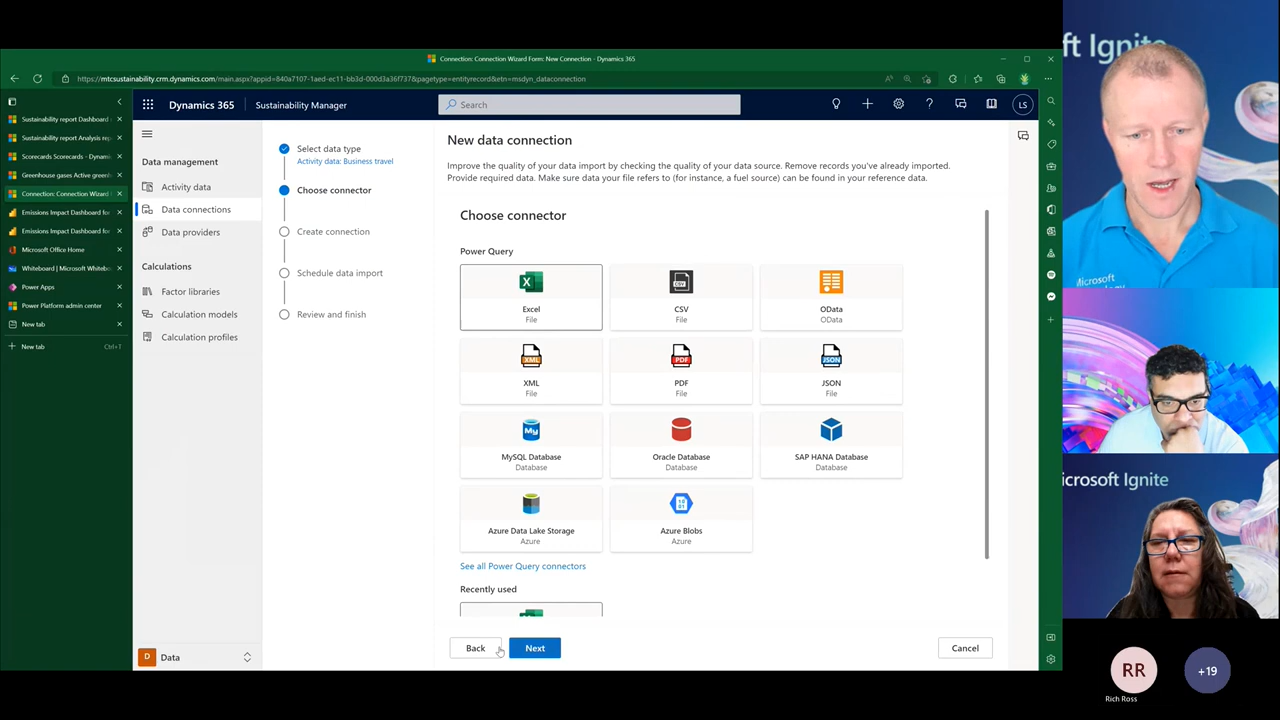 Connection: Connection Wizard Form: New Connection - Dynamics 365
https://mtcsustainability.crm.dynamics.com/main.aspx?appid=840a7107-1aed-ec11-bb3d-000d3a36f737&pagetype=entityrecord&etn=msdyn_dataconnection
Sustainability report Dashboard
Sustainability report Analysis rep
Scorecards Scorecards - Dynamic
Greenhouse gases Active greenh
Connection: Connection Wizard
Emissions Impact Dashboard for
Emissions Impact Dashboard for
Microsoft Office Home
Whiteboard | Microsoft Whitebo
Power Apps
Power Platform admin center
New tab
New tab
Ctrl+T
Dynamics 365
Sustainability Manager
Search
LS
Data management
Activity data
Data connections
Data providers
Calculations
Factor libraries
Calculation models
Calculation profiles
D Data
Select data type
Activity data: Business travel
Choose connector
Create connection
Schedule data import
Review and finish
New data connection
Improve the quality of your data import by checking the quality of your data source. Remove records you've already imported.
Provide required data. Make sure data your file refers to (for instance, a fuel source) can be found in your reference data.
Choose connector
Power Query
Excel
File
CSV
CSV
File
OData
OData
XML
XML
File
PDF
PDF
File
JSON
JSON
File
My
MySQL Database
Database
Oracle Database
Database
SAP HANA Database
Database
Azure Data Lake Storage
Azure
Azure Blobs
Azure
See all Power Query connectors
Recently used
Back
Next
Cancel
ft Ignite
Microsoft
icrosoft Ignite
RR
Rich Ross
+19